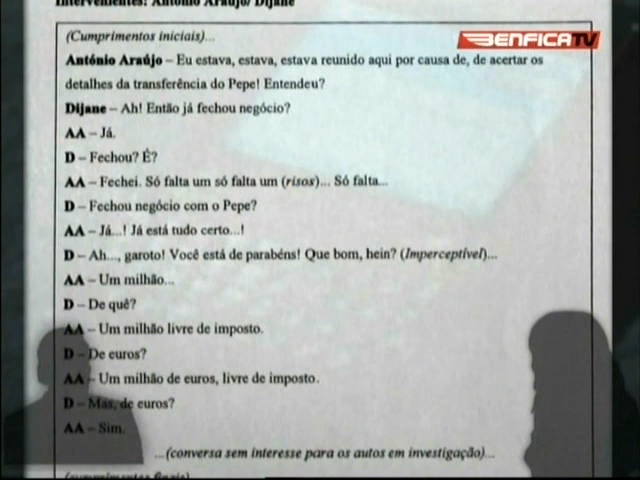 Intervenientes: António Araújo/ Dijane
BENFICA TV
(Cumprimentos iniciais)...
António Araújo – Eu estava, estava, estava reunido aqui por causa de, de acertar os
detalhes da transferência do Pepe! Entendeu?
Dijane – Ah! Então já fechou negócio?
AA – Já.
D – Fechou? É?
AA – Fechei. Só falta um só falta um (risos)... Só falta...
D – Fechou negócio com o Pepe?
AA – Já...! Já está tudo certo...!
D – Ah..., garoto! Você está de parabéns! Que bom, hein? (Imperceptível)...
AA – Um milhão...
D – De quê?
AA – Um milhão livre de imposto.
D – De euros?
AA – Um milhão de euros, livre de imposto.
D – Mas, de euros?
AA – Sim.
...(conversa sem interesse para os autos em investigação)...
(cumprimentos finais)